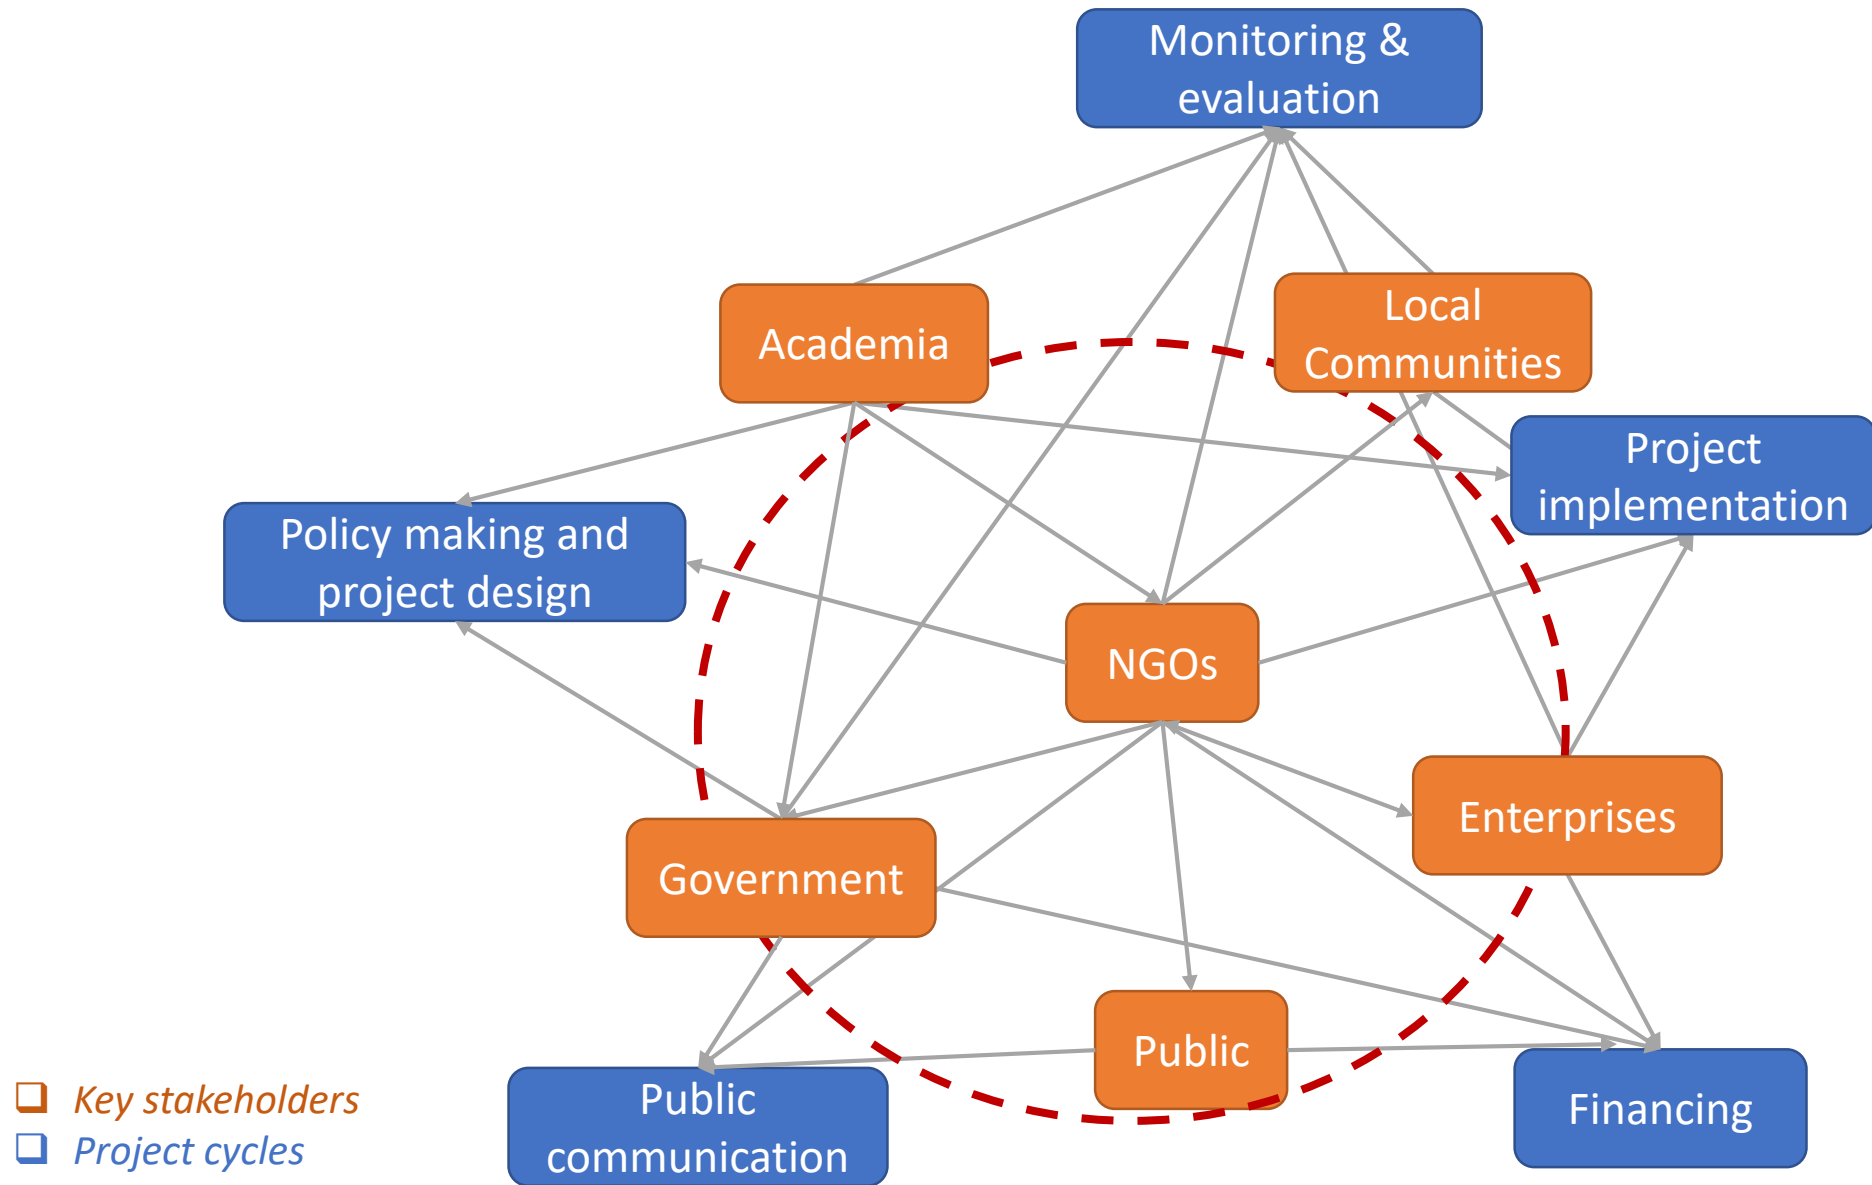 Monitoring &
evaluation
Academia
Local
Communities
Project
implementation
Policy making and
project design
NGOs
Enterprises
Government
Public
Public
communication
Financing
Key stakeholders
Project cycles